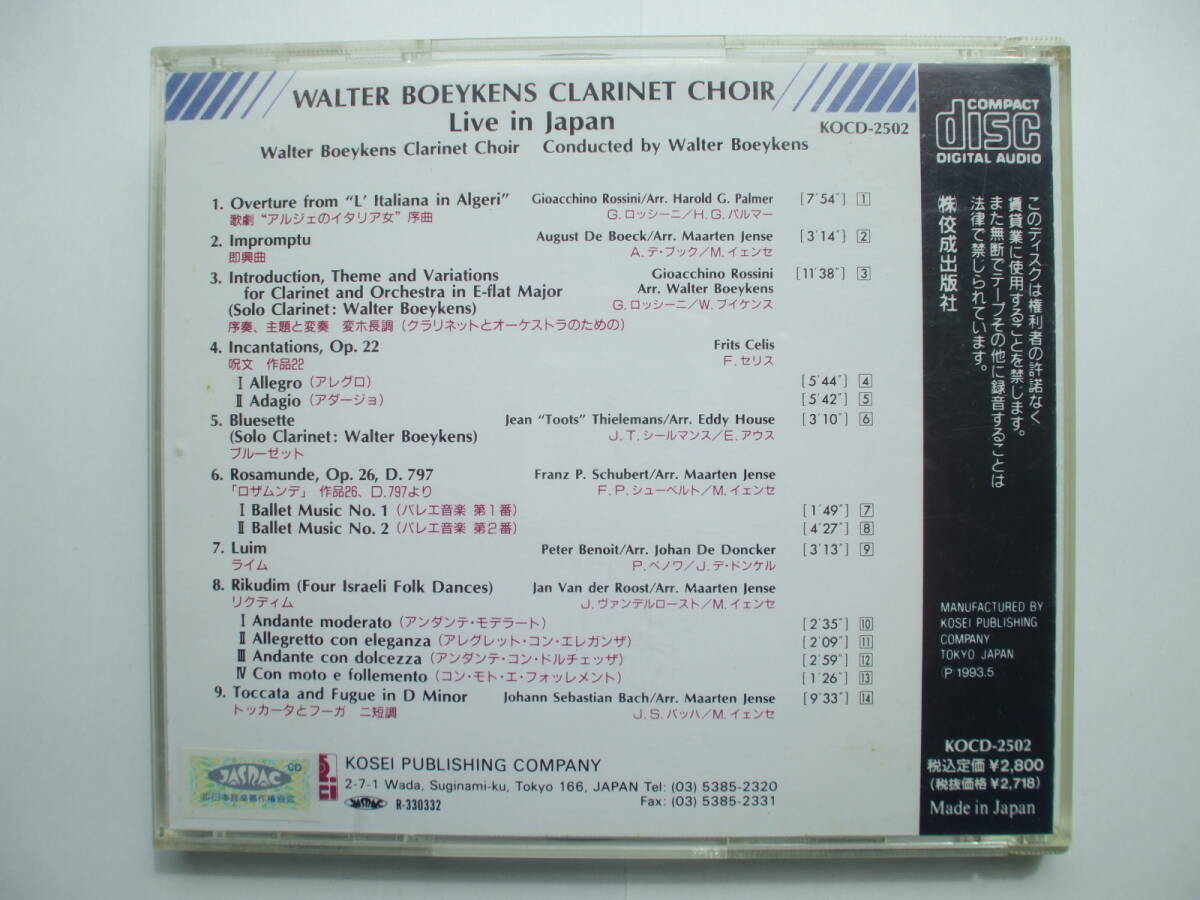 WALTER BOEYKENS CLARINET CHOIR
Live in Japan
KOCD-2502
Walter Boeykens Clarinet Choir Conducted by Walter Boeykens
1. Overture from "L' Italiana in Algeri" Gioacchino Rossini/Arr. Harold G. Palmer [7'54"] 1
歌劇"アルジェのイタリア女"序曲 G.ロッシーニ/H.G.パルマー
2. Impromptu August De Boeck/Arr. Maarten Jense [3'14"] 2
即興曲 A.デ・ブック/M.イェンセ
3. Introduction, Theme and Variations Gioacchino Rossini [11'38"] 3
for Clarinet and Orchestra in E-flat Major Arr. Walter Boeykens
(Solo Clarinet: Walter Boeykens) G.ロッシーニ/W.ブイケンス
序奏、主題と変奏 変ホ長調(クラリネットとオーケストラのための)
4. Incantations, Op. 22 Frits Celis
呪文 作品22 F.セリス
Ⅰ Allegro (アレグロ) [5'44"] 4
Ⅱ Adagio (アダージョ) [5'42"] 5
5. Bluesette Jean "Toots" Thielemans/Arr. Eddy House [3'10"] 6
(Solo Clarinet: Walter Boeykens) J.T.シールマンス/E.アウス
ブルーゼット
6. Rosamunde, Op. 26, D. 797 Franz P. Schubert/Arr. Maarten Jense
「ロザムンデ」 作品26、D.797より F.P.シューベルト/M.イェンセ
Ⅰ Ballet Music No. 1 (バレエ音楽 第1番) [1'49"] 7
Ⅱ Ballet Music No. 2 (バレエ音楽 第2番) [4'27"] 8
7. Luim Peter Benoit/Arr. Johan De Doncker [3'13"] 9
ライム P.ベノワ/J.デ・ドンケル
8. Rikudim (Four Israeli Folk Dances) Jan Van der Roost/Arr. Maarten Jense
リクディム J.ヴァンデルロースト/M.イェンセ
Ⅰ Andante moderato (アンダンテ・モデラート) [2'35"] 10
Ⅱ Allegretto con eleganza (アレグレット・コン・エレガンザ) [2'09"] 11
Ⅲ Andante con dolcezza (アンダンテ・コン・ドルチェッザ) [2'59"] 12
Ⅳ Con moto e follemento (コン・モト・エ・フォッレメント) [1'26"] 13
9. Toccata and Fugue in D Minor Johann Sebastian Bach/Arr. Maarten Jense [9'33"] 14
トッカータとフーガ ニ短調 J.S.バッハ/M.イェンセ
JASRAC
CD
KOSEI PUBLISHING COMPANY
2-7-1 Wada, Suginami-ku, Tokyo 166, JAPAN Tel: (03) 5385-2320
Fax: (03) 5385-2331
JASRAC R-330332
COMPACT
disc
DIGITAL AUDIO
このディスクは権利者の許諾なく
賃貸業に使用することを禁じます。
また無断でテープその他に録音することは
法律で禁じられています。
㈱佼成出版社
MANUFACTURED BY
KOSEI PUBLISHING
COMPANY
TOKYO JAPAN
Ⓟ1993.5
KOCD-2502
税込定価¥2,800
(税抜価格¥2,718)
Made in Japan